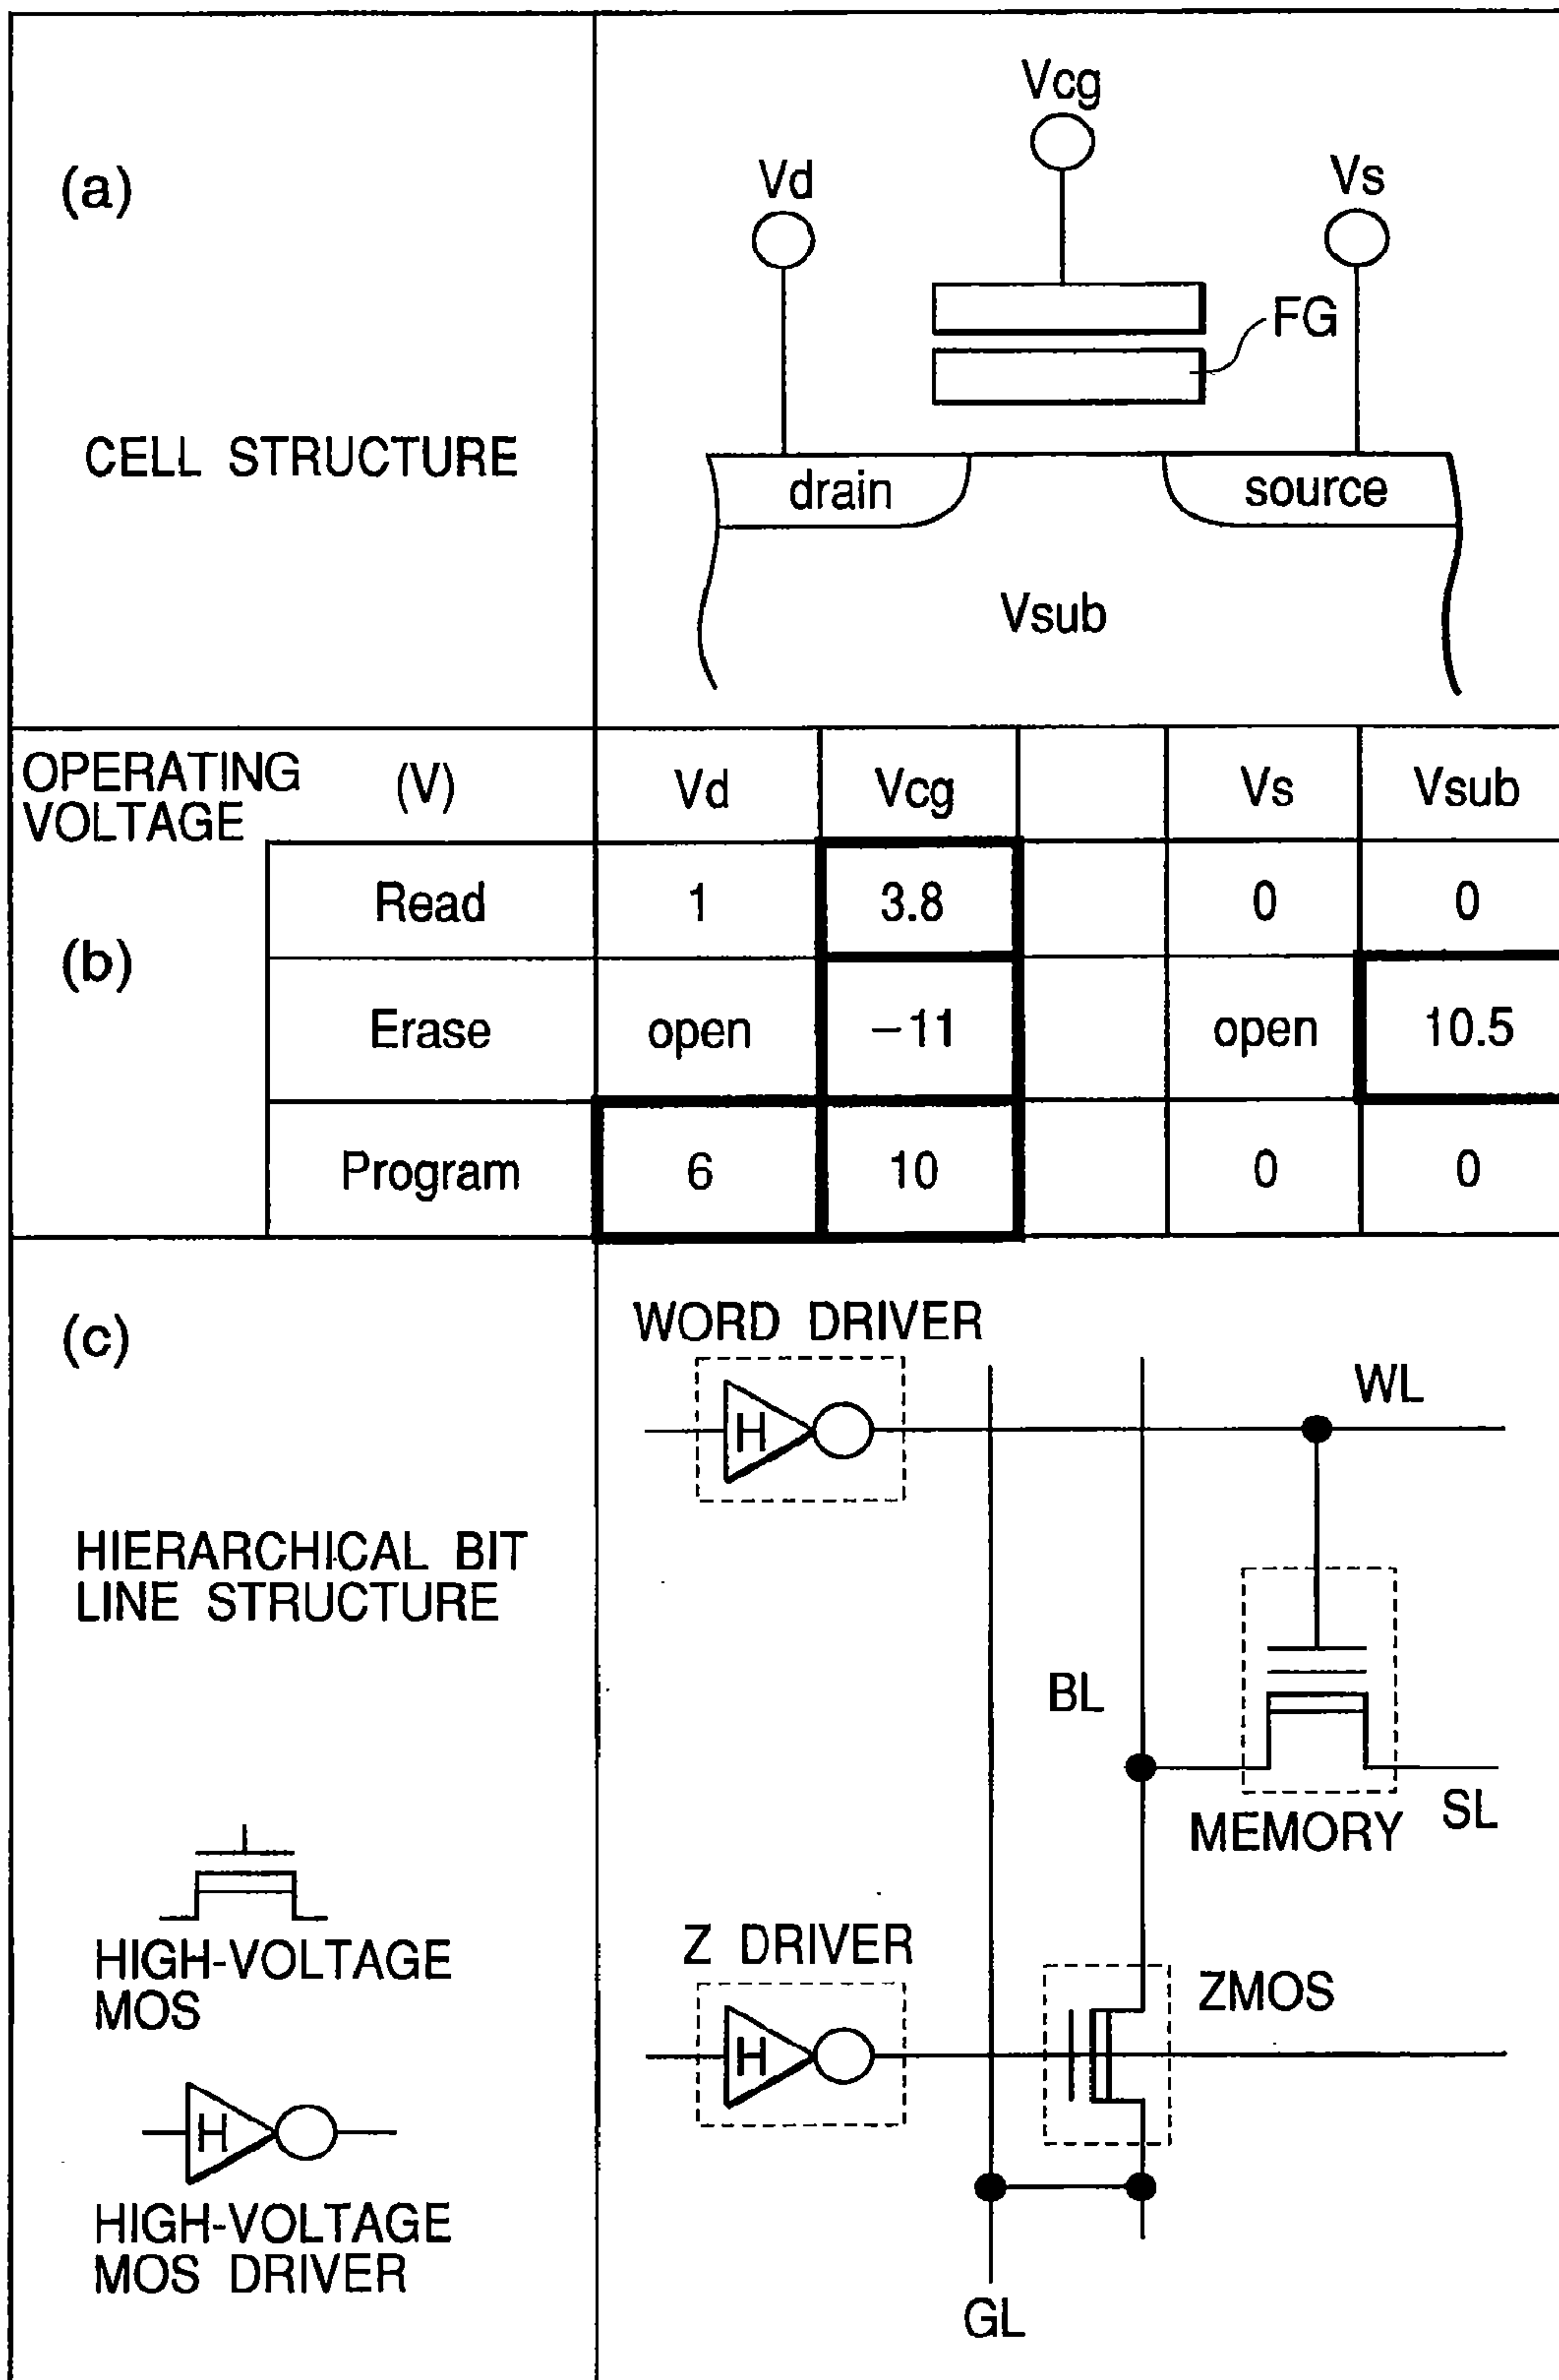 (a)
CELL STRUCTURE
Vcg
Vd
Vs
FG
drain
source
Vsub
OPERATING
VOLTAGE
(V) Vd Vcg Vs Vsub
(b)
Read 1 3.8 0 0
Erase open −11 open 10.5
Program 6 10 0 0
(c)
HIERARCHICAL BIT
LINE STRUCTURE
HIGH-VOLTAGE
MOS
H
HIGH-VOLTAGE
MOS DRIVER
WORD DRIVER
H
WL
BL
MEMORY
SL
Z DRIVER
H
ZMOS
GL